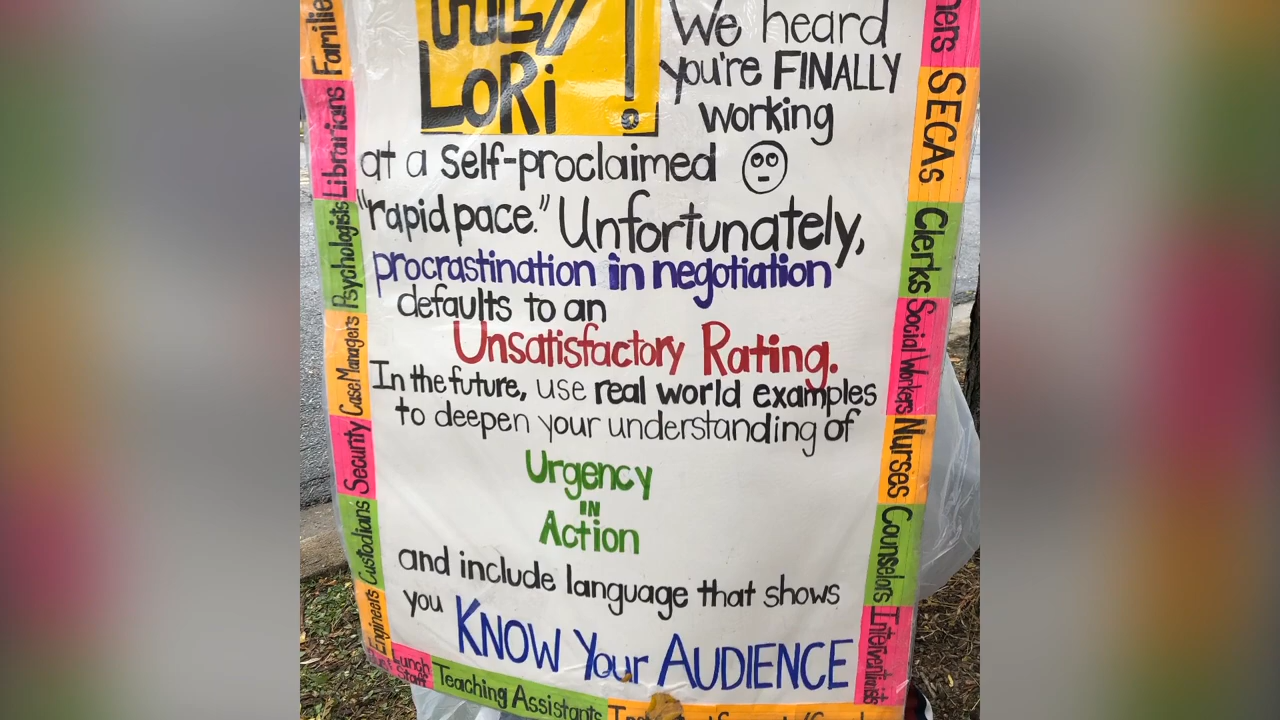 LORi!
We heard
you're FINALLY
working
at a self-proclaimed
"rapid pace." Unfortunately,
procrastination in negotiation
defaults to an
Unsatisfactory Rating.
In the future, use real world examples
to deepen your understanding of
Urgency
IN
Action
and include language that shows
you KNOW Your AUDIENCE
Familie
Librarians
Psychologists
Case Managers
Security
Custodians
Engineers
Lunch
Staff
Teaching Assistants
hers
SECAs
Clerks
Social Workers
Nurses
Counselors
Interventionists